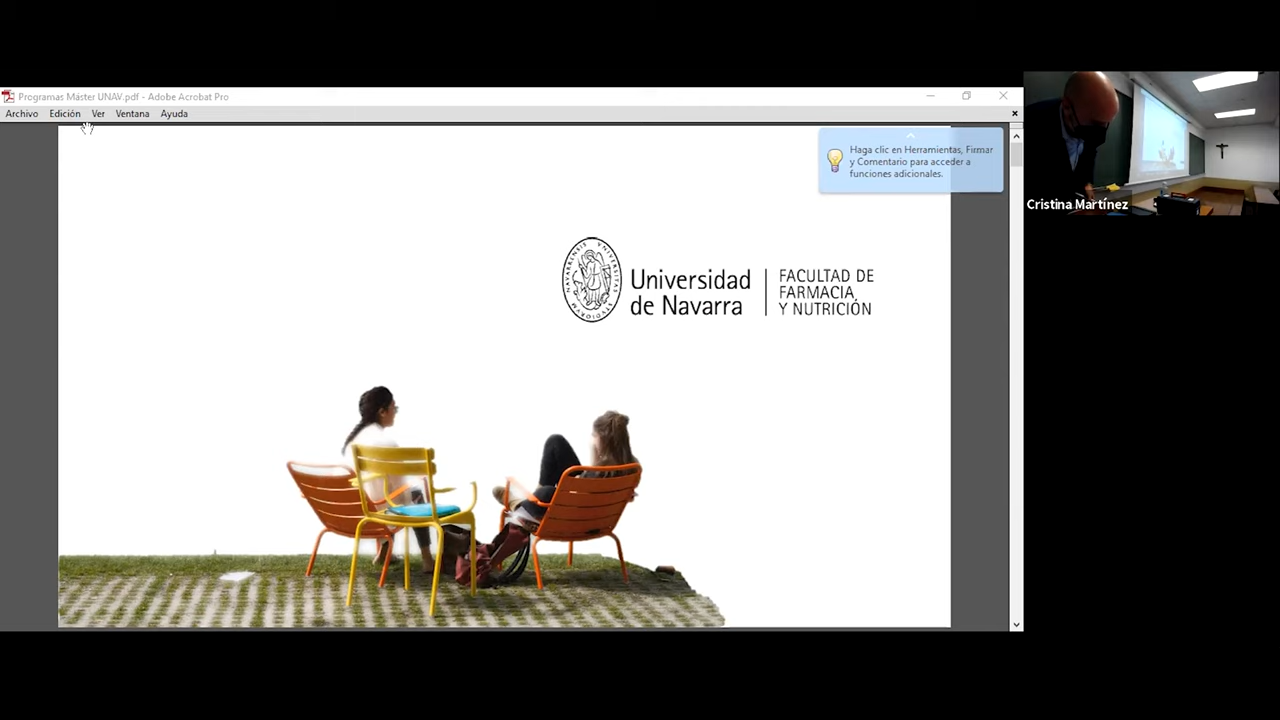 Programas Máster UNAV.pdf - Adobe Acrobat Pro
Archivo Edición Ver Ventana Ayuda
Haga clic en Herramientas, Firmar
y Comentario para acceder a
funciones adicionales.
Cristina Martínez
Universidad
de Navarra
FACULTAD DE
FARMACIA
Y NUTRICIÓN